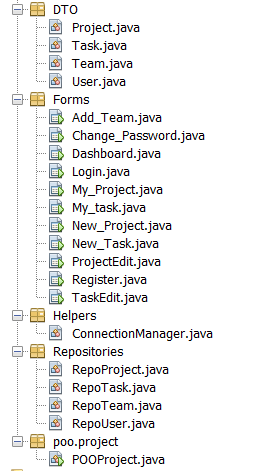 DTO
Project.java
Task.java
Team.java
User.java
Forms
Add_Team.java
Change_Password.java
Dashboard.java
Login.java
My_Project.java
My_task.java
New_Project.java
New_Task.java
ProjectEdit.java
Register.java
TaskEdit.java
Helpers
ConnectionManager.java
Repositories
RepoProject.java
RepoTask.java
RepoTeam.java
RepoUser.java
poo.project
POOProject.java